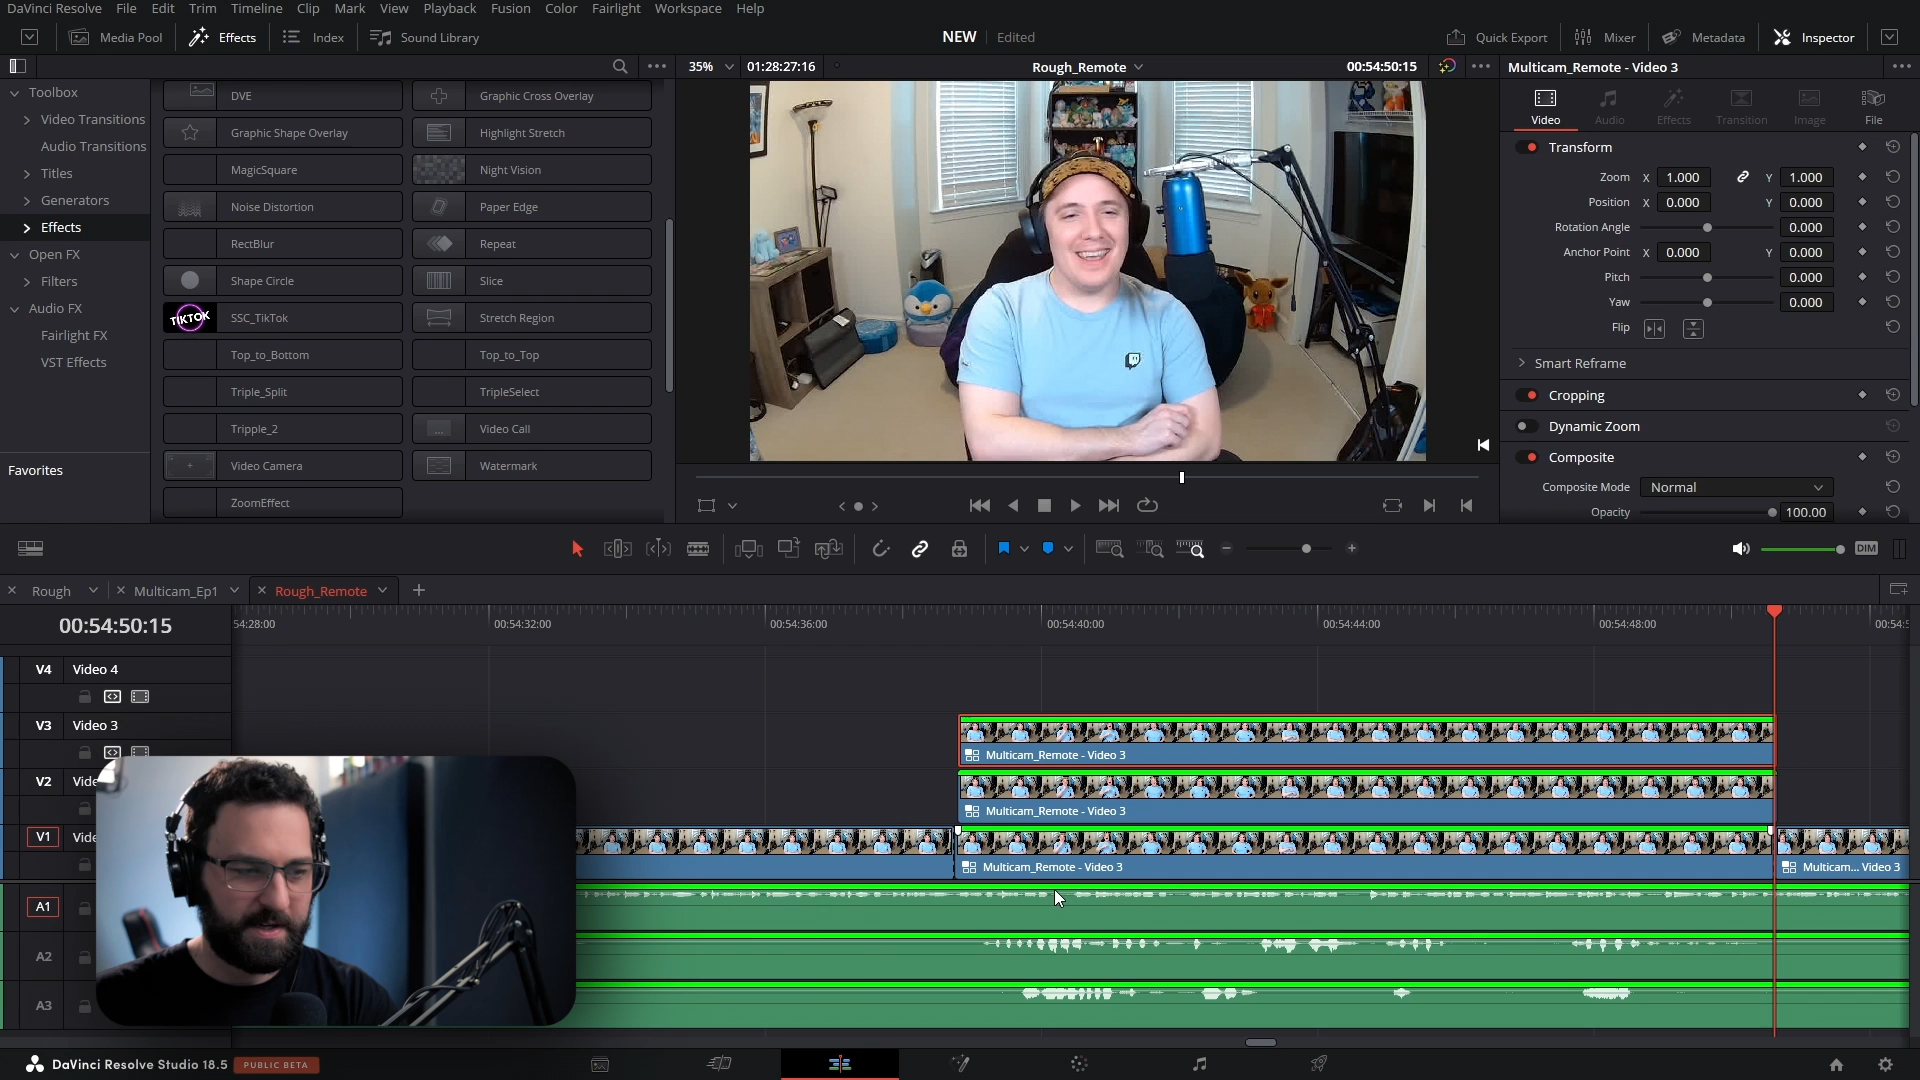 DaVinci Resolve File Edit Trim Timeline Clip Mark View Playback Fusion Color Fairlight Workspace Help
Media Pool Effects Index Sound Library NEW Edited Quick Export Mixer Metadata Inspector
35% 01:28:27:16 Rough_Remote 00:54:50:15 Multicam_Remote - Video 3
Toolbox
Video Transitions
Audio Transitions
Titles
Generators
Effects
Open FX
Filters
Audio FX
Fairlight FX
VST Effects
Favorites
DVE Graphic Cross Overlay
Graphic Shape Overlay Highlight Stretch
MagicSquare Night Vision
Noise Distortion Paper Edge
RectBlur Repeat
Shape Circle Slice
TIKTOK SSC_TikTok Stretch Region
Top_to_Bottom Top_to_Top
Triple_Split TripleSelect
Tripple_2 Video Call
Video Camera Watermark
ZoomEffect
Video Audio Effects Transition Image File
Transform
Zoom X 1.000 Y 1.000
Position X 0.000 Y 0.000
Rotation Angle 0.000
Anchor Point X 0.000 Y 0.000
Pitch 0.000
Yaw 0.000
Flip
Smart Reframe
Cropping
Dynamic Zoom
Composite
Composite Mode Normal
Opacity 100.00
DIM
Rough Multicam_Ep1 Rough_Remote
00:54:50:15 54:28:00 00:54:32:00 00:54:36:00 00:54:40:00 00:54:44:00 00:54:48:00 00:54:5
V4 Video 4
V3 Video 3
Multicam_Remote - Video 3
V2 Vide
Multicam_Remote - Video 3
V1 Vide
Multicam_Remote - Video 3 Multicam... Video 3
A1
A2
A3
DaVinci Resolve Studio 18.5 PUBLIC BETA